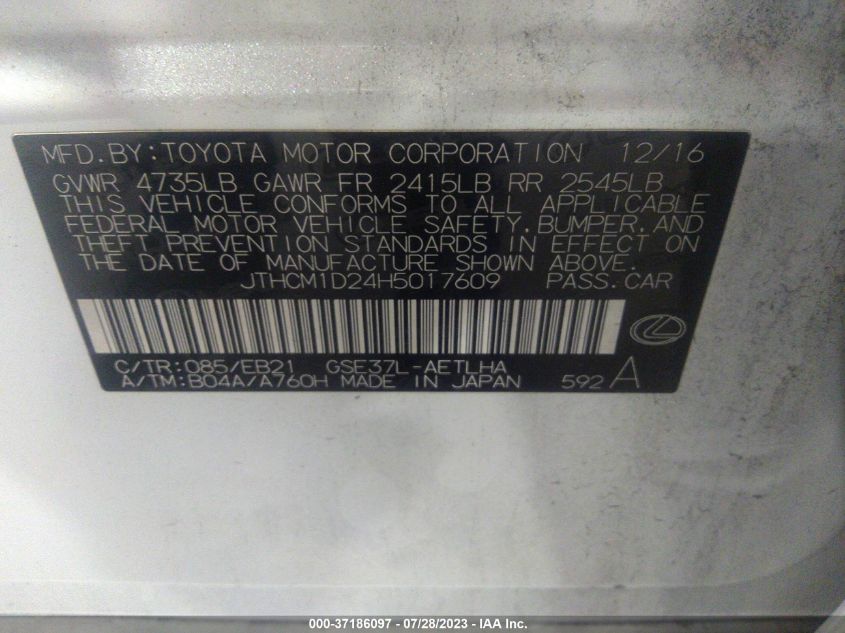 MFD.BY:TOYOTA MOTOR CORPORATION 12/16
GVWR 4735LB GAWR FR 2415LB RR 2545LB
THIS VEHICLE CONFORMS TO ALL APPLICABLE
FEDERAL MOTOR VEHICLE SAFETY,BUMPER,AND
THEFT PREVENTION STANDARDS IN EFFECT ON
THE DATE OF MANUFACTURE SHOWN ABOVE.
JTHCM1D24H5017609 PASS.CAR
C/TR:085/EB21 GSE37L-AETLHA
A/TM:B04A/A760H MADE IN JAPAN 592 A
000-37186097 - 07/28/2023 - IAA Inc.